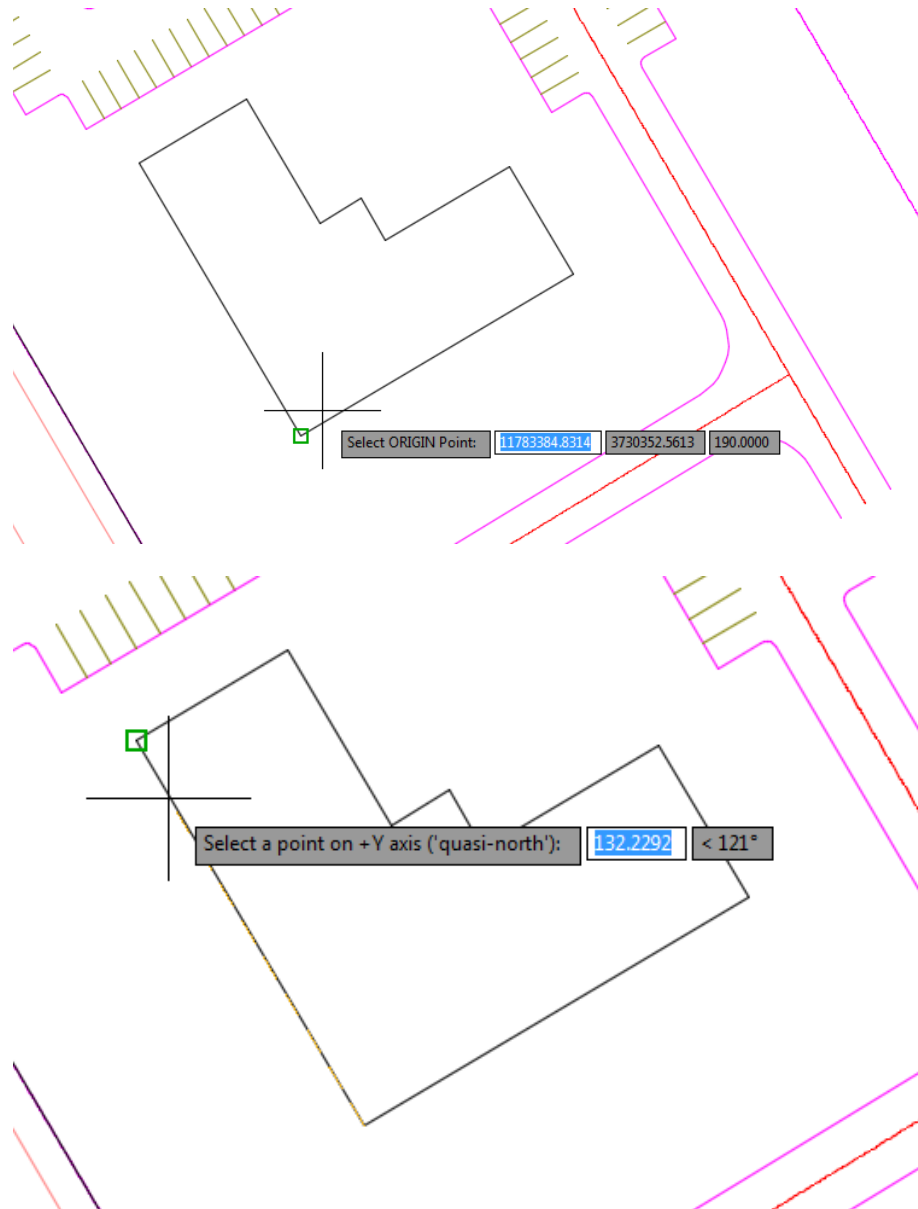 Select ORIGIN Point: 11783384.8314 3730352.5613 190.0000
Select a point on +Y axis ('quasi-north'): 132.2292 < 121°